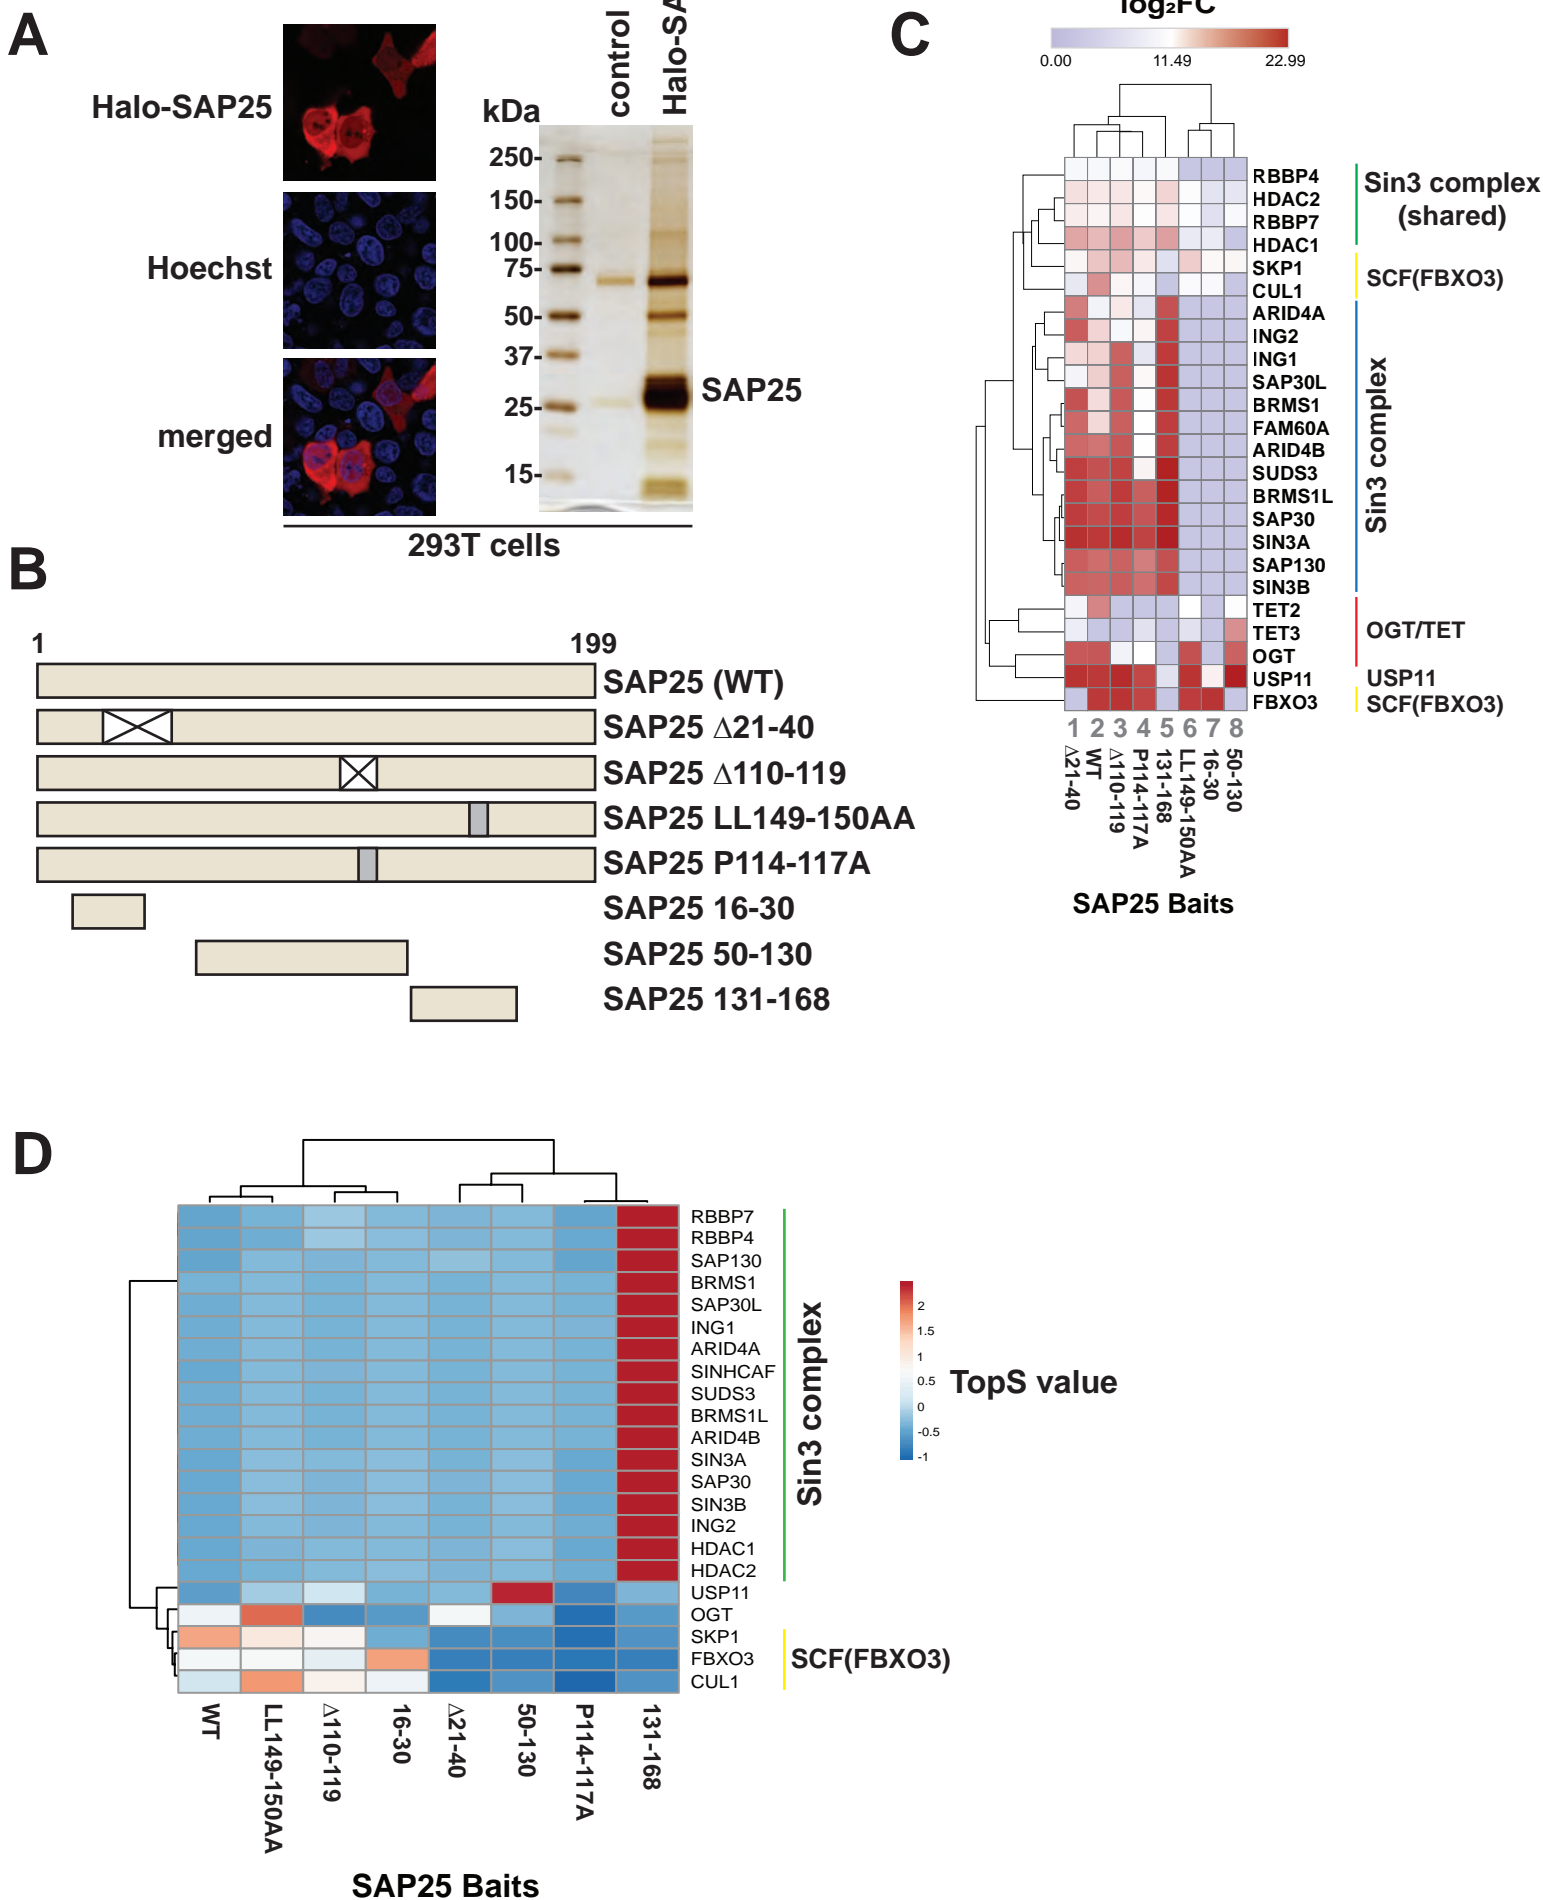 A
Halo-SAP25
Hoechst
merged
kDa
control
250-
150-
100-
75-
50-
37-
25-
15-
SAP25
293T cells
B
1
199
SAP25 (WT)
SAP25 Δ21-40
SAP25 Δ110-119
SAP25 LL149-150AA
SAP25 P114-117A
SAP25 16-30
SAP25 50-130
SAP25 131-168
C
log₂FC
0.00 11.49 22.99
RBBP4
HDAC2
RBBP7
HDAC1
SKP1
CUL1
ARID4A
ING2
ING1
SAP30L
BRMS1
FAM60A
ARID4B
SUDS3
BRMS1L
SAP30
SIN3A
SAP130
SIN3B
TET2
TET3
OGT
USP11
FBXO3
Sin3 complex
(shared)
SCF(FBXO3)
Sin3 complex
OGT/TET
USP11
SCF(FBXO3)
1 2 3 4 5 6 7 8
Δ21-40
WT
Δ110-119
P114-117A
131-168
LL149-150AA
16-30
50-130
SAP25 Baits
D
RBBP7
RBBP4
SAP130
BRMS1
SAP30L
ING1
ARID4A
SINHCAF
SUDS3
BRMS1L
ARID4B
SIN3A
SAP30
SIN3B
ING2
HDAC1
HDAC2
USP11
OGT
SKP1
FBXO3
CUL1
Sin3 complex
SCF(FBXO3)
2
1.5
1
0.5
0
-0.5
-1
TopS value
WT
LL149-150AA
Δ110-119
16-30
Δ21-40
50-130
P114-117A
131-168
SAP25 Baits